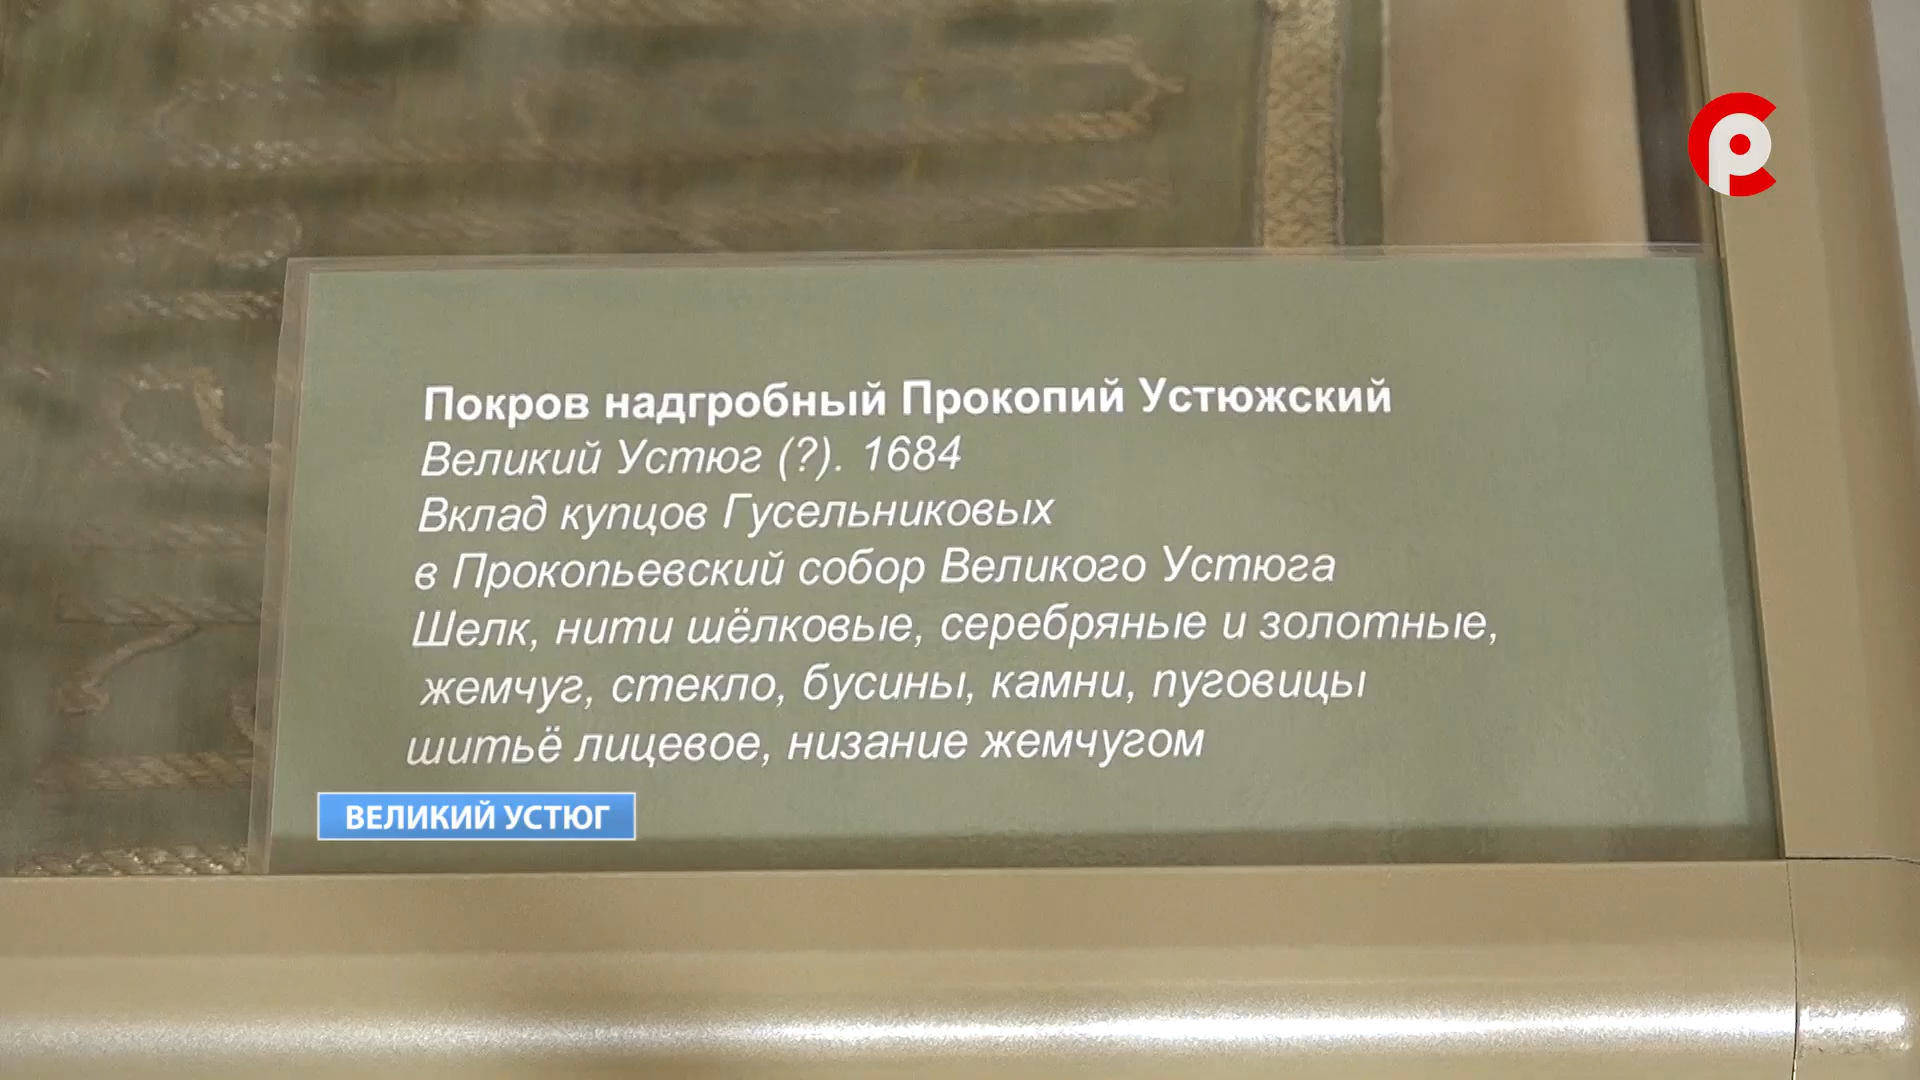 Покров надгробный Прокопий Устюжский
Великий Устюг (?). 1684
Вклад купцов Гусельниковых
в Прокопьевский собор Великого Устюга
Шелк, нити шёлковые, серебряные и золотные,
жемчуг, стекло, бусины, камни, пуговицы
шитьё лицевое, низание жемчугом
ВЕЛИКИЙ УСТЮГ